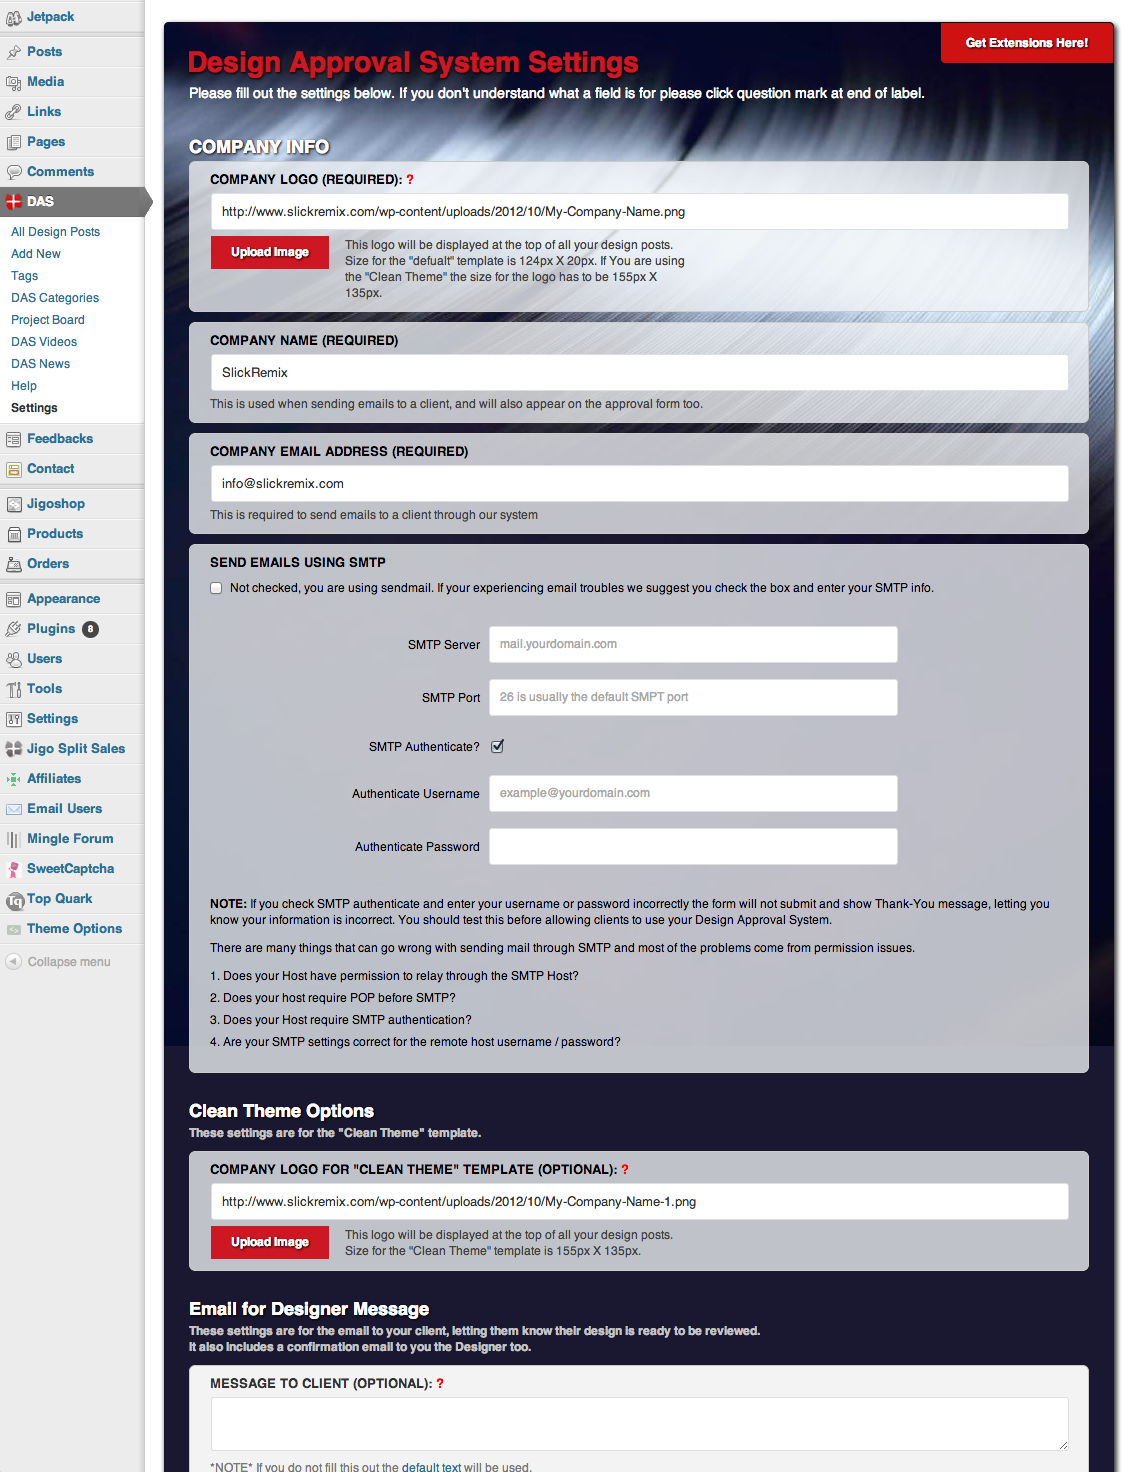 Jetpack
Posts
Media
Links
Pages
Comments
DAS
All Design Posts
Add New
Tags
DAS Categories
Project Board
DAS Videos
DAS News
Help
Settings
Feedbacks
Contact
Jigoshop
Products
Orders
Appearance
Plugins 8
Users
Tools
Settings
Jigo Split Sales
Affiliates
Email Users
Mingle Forum
SweetCaptcha
Tq Top Quark
Theme Options
Collapse menu
Get Extensions Here!
Design Approval System Settings
Please fill out the settings below. If you don't understand what a field is for please click question mark at end of label.
COMPANY INFO
COMPANY LOGO (REQUIRED): ?
http://www.slickremix.com/wp-content/uploads/2012/10/My-Company-Name.png
Upload Image
This logo will be displayed at the top of all your design posts.
Size for the "defualt" template is 124px X 20px. If You are using
the "Clean Theme" the size for the logo has to be 155px X
135px.
COMPANY NAME (REQUIRED)
SlickRemix
This is used when sending emails to a client, and will also appear on the approval form too.
COMPANY EMAIL ADDRESS (REQUIRED)
info@slickremix.com
This is required to send emails to a client through our system
SEND EMAILS USING SMTP
Not checked, you are using sendmail. If your experiencing email troubles we suggest you check the box and enter your SMTP info.
SMTP Server mail.yourdomain.com
SMTP Port 26 is usually the default SMPT port
SMTP Authenticate?
Authenticate Username example@yourdomain.com
Authenticate Password
NOTE: If you check SMTP authenticate and enter your username or password incorrectly the form will not submit and show Thank-You message, letting you
know your information is incorrect. You should test this before allowing clients to use your Design Approval System.
There are many things that can go wrong with sending mail through SMTP and most of the problems come from permission issues.
1. Does your Host have permission to relay through the SMTP Host?
2. Does your host require POP before SMTP?
3. Does your Host require SMTP authentication?
4. Are your SMTP settings correct for the remote host username / password?
Clean Theme Options
These settings are for the "Clean Theme" template.
COMPANY LOGO FOR "CLEAN THEME" TEMPLATE (OPTIONAL): ?
http://www.slickremix.com/wp-content/uploads/2012/10/My-Company-Name-1.png
Upload Image
This logo will be displayed at the top of all your design posts.
Size for the "Clean Theme" template is 155px X 135px.
Email for Designer Message
These settings are for the email to your client, letting them know their design is ready to be reviewed.
It also Includes a confirmation email to you the Designer too.
MESSAGE TO CLIENT (OPTIONAL): ?
*NOTE* If you do not fill this out the default text will be used.